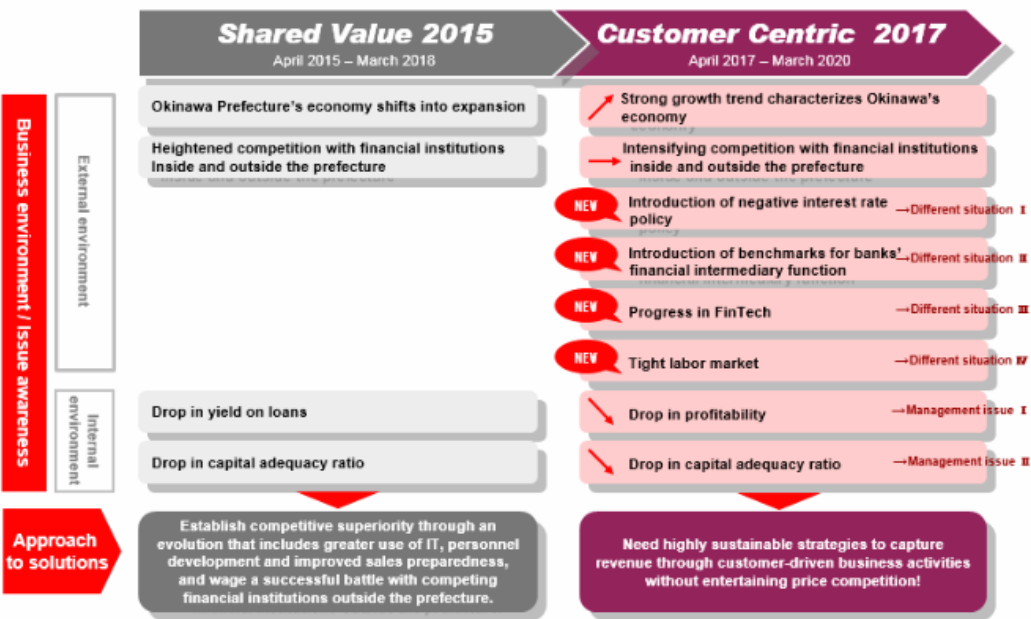 Shared Value 2015
April 2015 – March 2018
Customer Centric 2017
April 2017 – March 2020
Business environment / Issue awareness
External environment
Okinawa Prefecture's economy shifts into expansion
Strong growth trend characterizes Okinawa's
economy
Heightened competition with financial institutions
Inside and outside the prefecture
Intensifying competition with financial institutions
inside and outside the prefecture
NEW
Introduction of negative interest rate
policy
→Different situation I
NEW
Introduction of benchmarks for banks'
financial intermediary function
→Different situation II
NEW
Progress in FinTech
→Different situation III
NEW
Tight labor market
→Different situation IV
Internal
environment
Drop in yield on loans
Drop in profitability
→Management issue I
Drop in capital adequacy ratio
Drop in capital adequacy ratio
→Management issue II
Approach
to solutions
Establish competitive superiority through an
evolution that includes greater use of IT, personnel
development and improved sales preparedness,
and wage a successful battle with competing
financial institutions outside the prefecture.
Need highly sustainable strategies to capture
revenue through customer-driven business activities
without entertaining price competition!